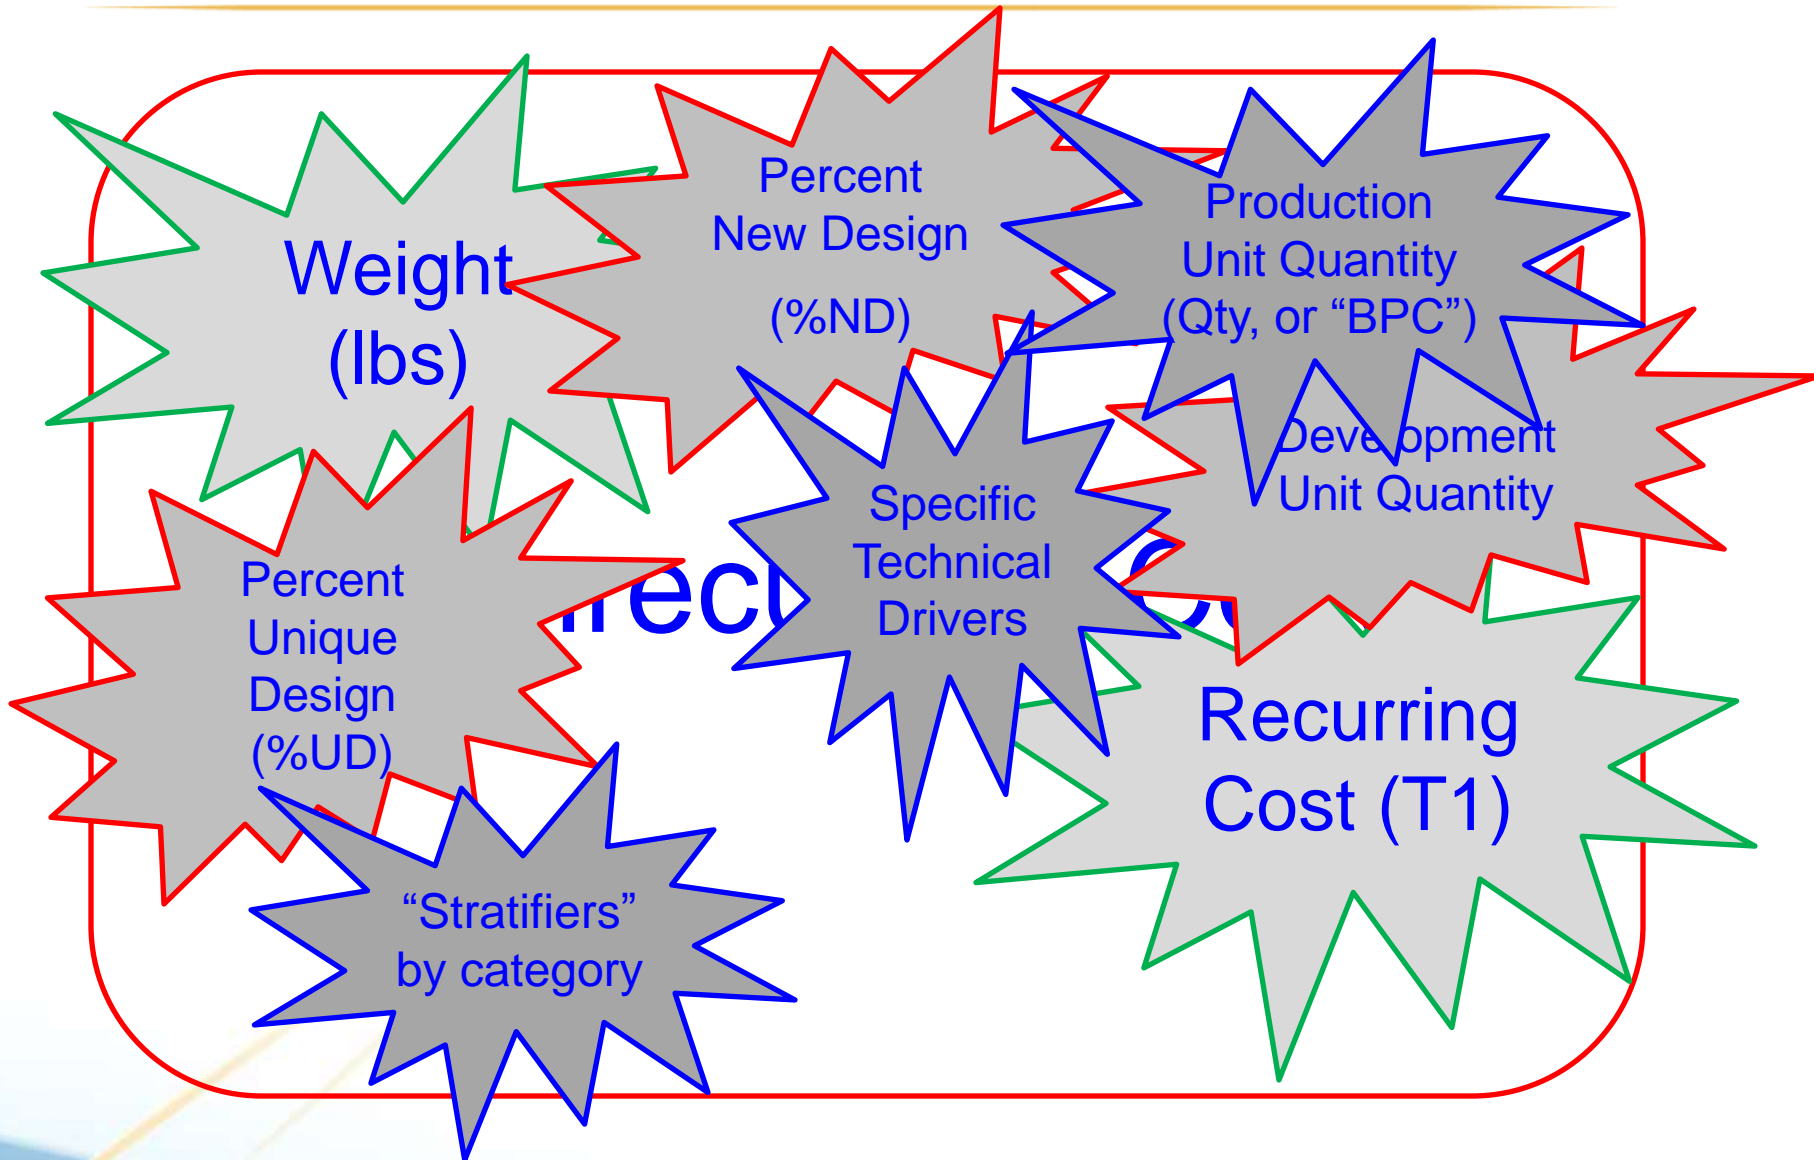 Weight
(lbs)
Percent
New Design
(%ND)
Production
Unit Quantity
(Qty, or “BPC”)
Development
Unit Quantity
Specific
Technical
Drivers
Percent
Unique
Design
(%UD)
Recurring
Cost (T1)
“Stratifiers”
by category